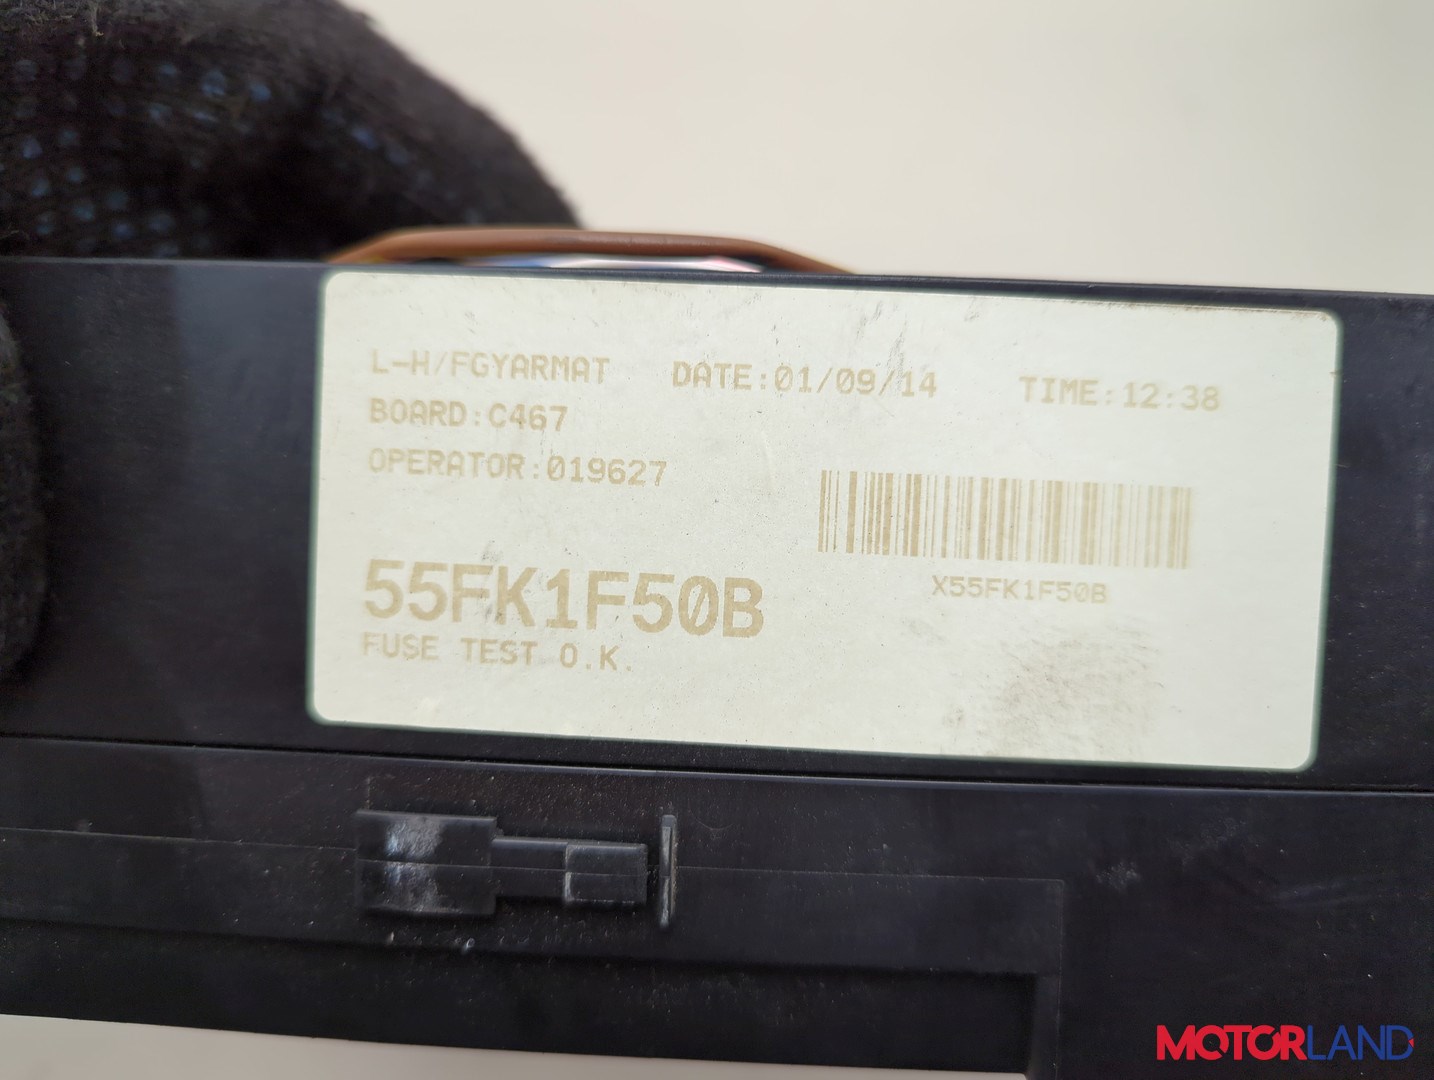 L-H/FGYARMAT DATE:01/09/14 TIME:12:38
BOARD:C467
OPERATOR:019627
55FK1F50B
FUSE TEST O.K.
X55FK1F50B
MOTORLAND